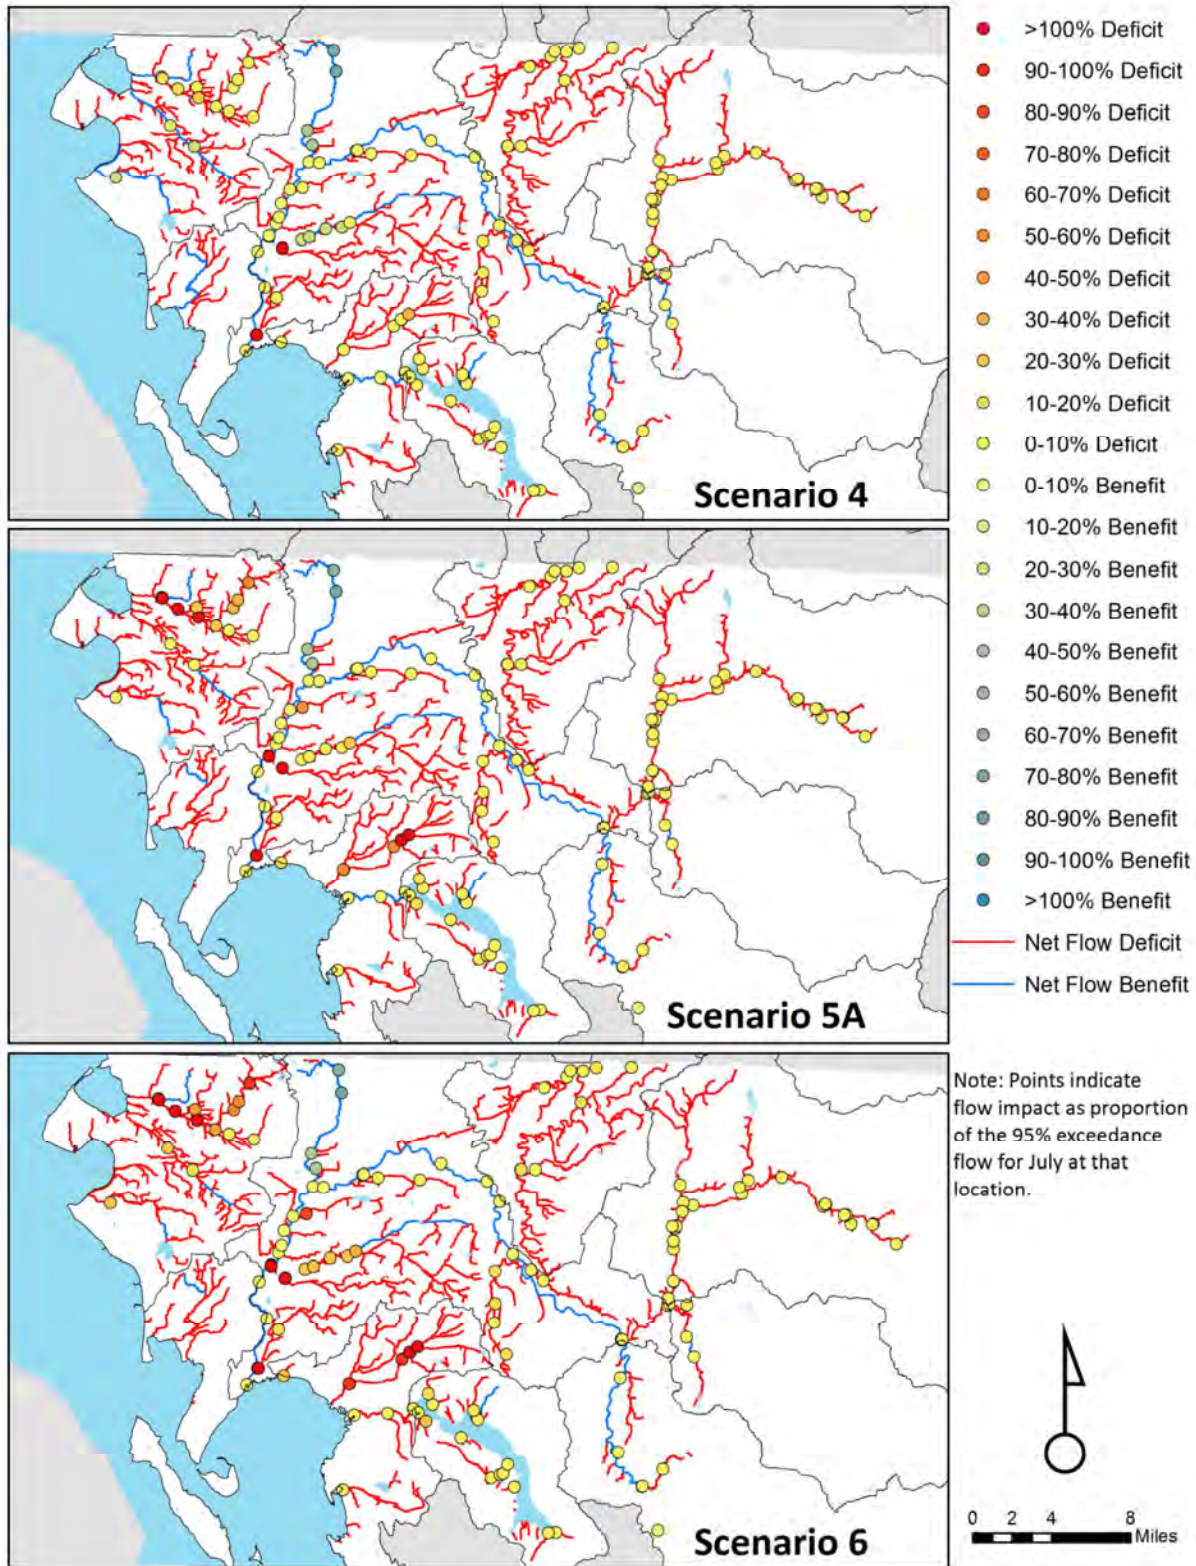 >100% Deficit
90-100% Deficit
80-90% Deficit
70-80% Deficit
60-70% Deficit
50-60% Deficit
40-50% Deficit
30-40% Deficit
20-30% Deficit
10-20% Deficit
0-10% Deficit
0-10% Benefit
10-20% Benefit
20-30% Benefit
30-40% Benefit
40-50% Benefit
50-60% Benefit
60-70% Benefit
70-80% Benefit
80-90% Benefit
90-100% Benefit
>100% Benefit
Net Flow Deficit
Net Flow Benefit
Scenario 4
Scenario 5A
Scenario 6
Note: Points indicate
flow impact as proportion
of the 95% exceedance
flow for July at that
location.
0 2 4 8
Miles